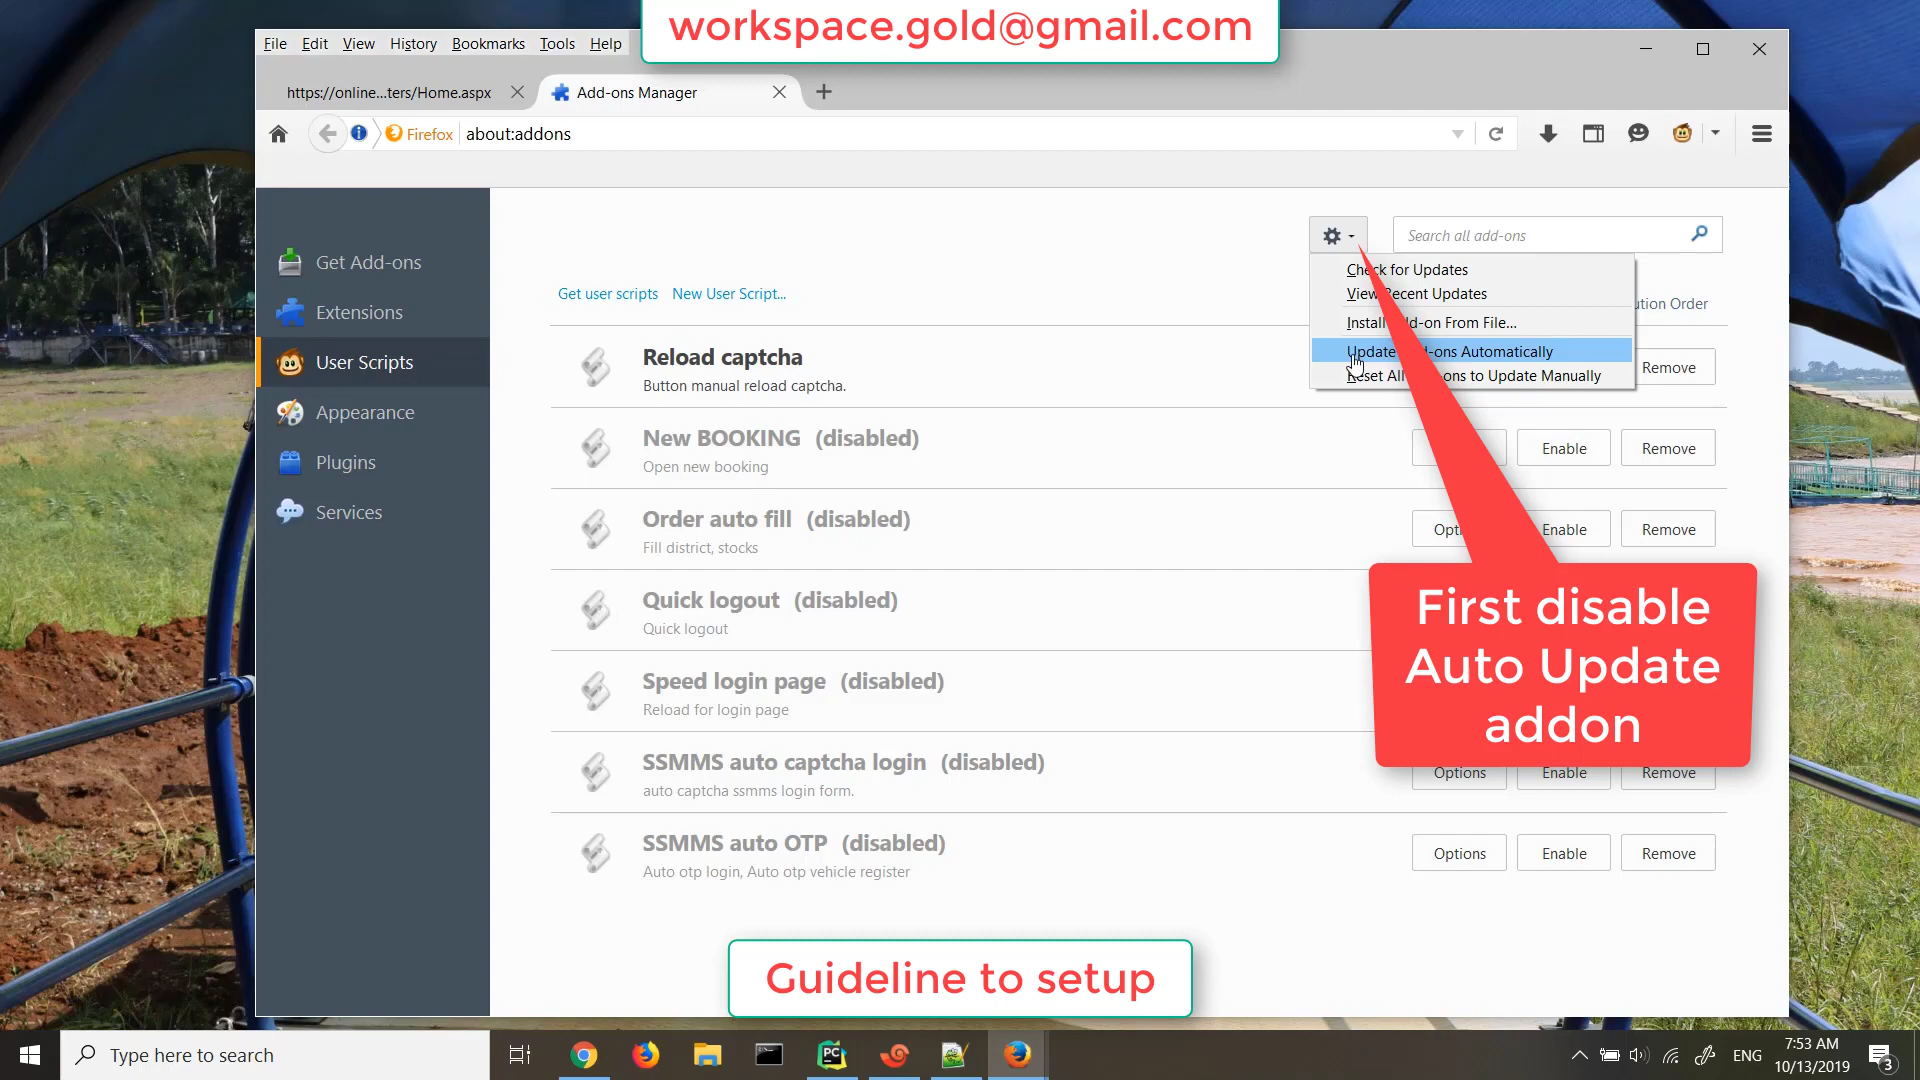 workspace.gold@gmail.com
File Edit View History Bookmarks Tools Help
https://online...ters/Home.aspx
Add-ons Manager
Firefox about:addons
Search all add-ons
Check for Updates
View Recent Updates
Install Add-on From File...
Update Add-ons Automatically
Reset All Add-ons to Update Manually
Get Add-ons
Extensions
User Scripts
Appearance
Plugins
Services
Get user scripts New User Script...
ution Order
Reload captcha
Button manual reload captcha.
Remove
New BOOKING (disabled)
Open new booking
Enable Remove
Order auto fill (disabled)
Fill district, stocks
Opti Enable Remove
Quick logout (disabled)
Quick logout
Speed login page (disabled)
Reload for login page
SSMMS auto captcha login (disabled)
auto captcha ssmms login form.
Options Enable Remove
SSMMS auto OTP (disabled)
Auto otp login, Auto otp vehicle register
Options Enable Remove
First disable
Auto Update
addon
Guideline to setup
Type here to search
PC
ENG
7:53 AM
10/13/2019
3